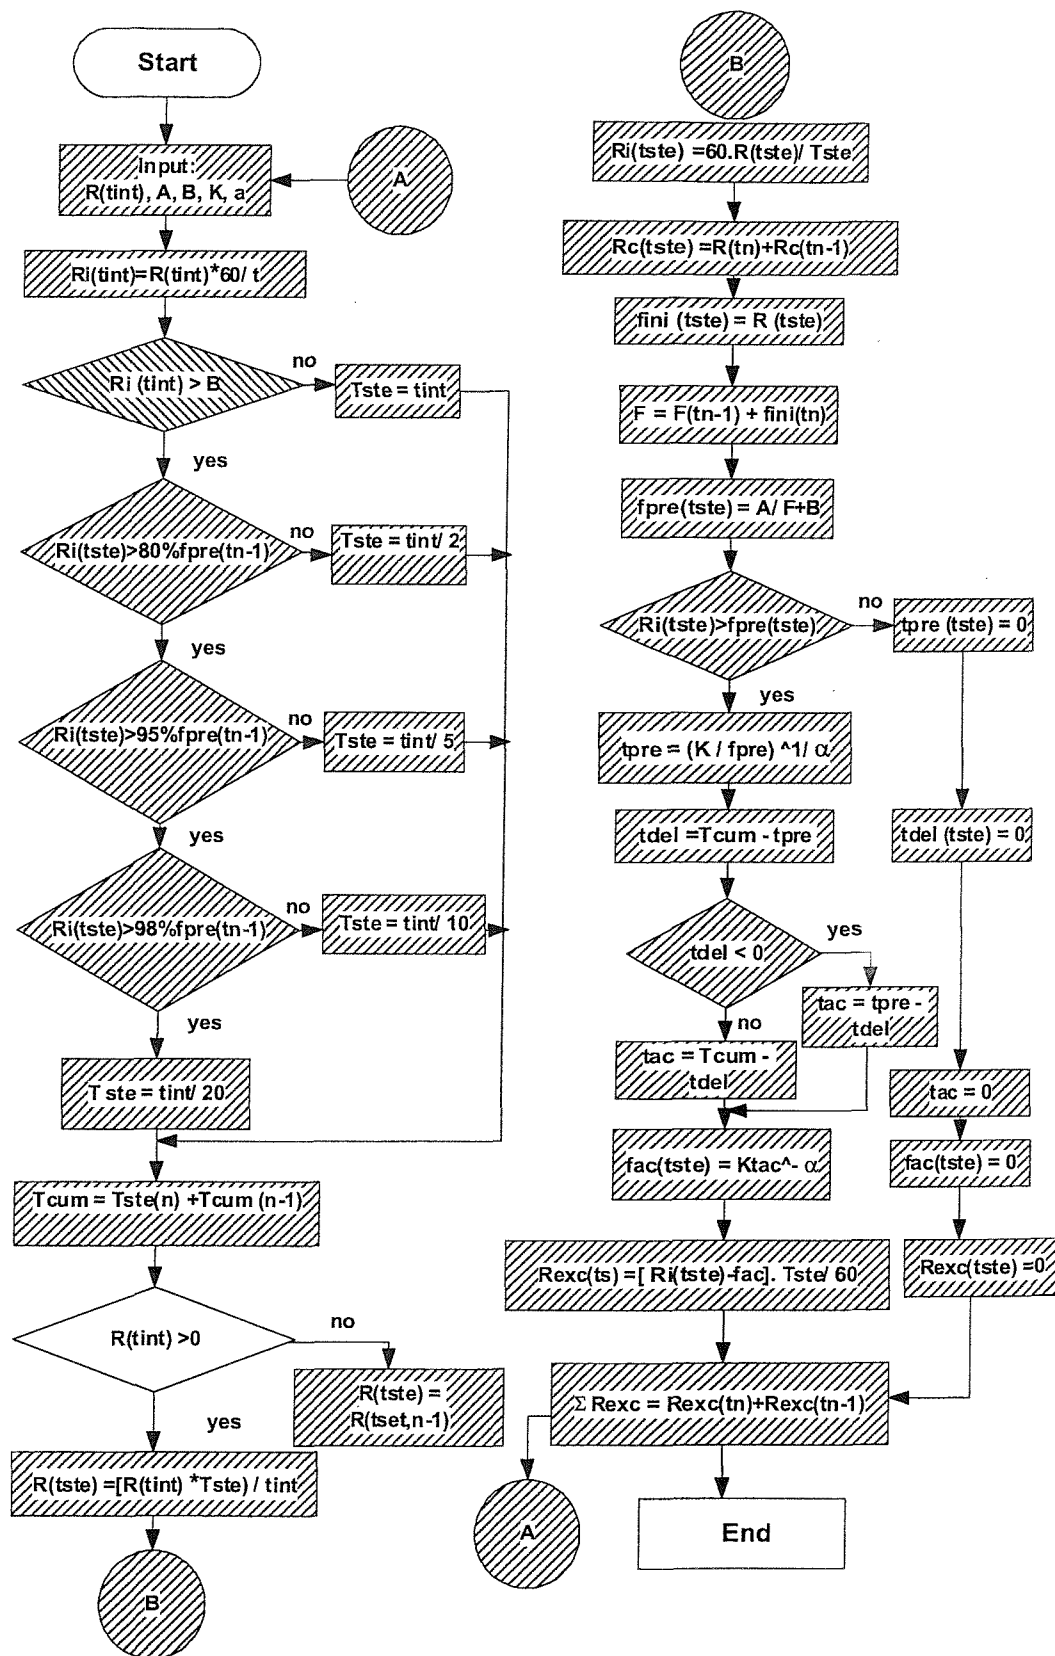 Start
Input:
R(tint), A, B, K, a
A
Ri(tint)=R(tint)*60/ t
Ri (tint) > B
no
Tste = tint
yes
Ri(tste)>80%fpre(tn-1)
no
Tste = tint/ 2
yes
Ri(tste)>95%fpre(tn-1)
no
Tste = tint/ 5
yes
Ri(tste)>98%fpre(tn-1)
no
Tste = tint/ 10
yes
T ste = tint/ 20
Tcum = Tste(n) +Tcum (n-1)
R(tint) >0
no
R(tste) =
R(tset,n-1)
yes
R(tste) =[R(tint) *Tste) / tint
B
B
Ri(tste) =60.R(tste)/ Tste
Rc(tste) =R(tn)+Rc(tn-1)
fini (tste) = R (tste)
F = F(tn-1) + fini(tn)
fpre(tste) = A/ F+B
Ri(tste)>fpre(tste)
no
tpre (tste) = 0
yes
tpre = (K / fpre) ^1/ α
tdel =Tcum - tpre
tdel (tste) = 0
tdel < 0
yes
tac = tpre -
tdel
no
tac = Tcum -
tdel
tac = 0
fac(tste) = Ktac^- α
fac(tste) = 0
Rexc(ts) =[ Ri(tste)-fac]. Tste/ 60
Rexc(tste) =0
Σ Rexc = Rexc(tn)+Rexc(tn-1)
A
End